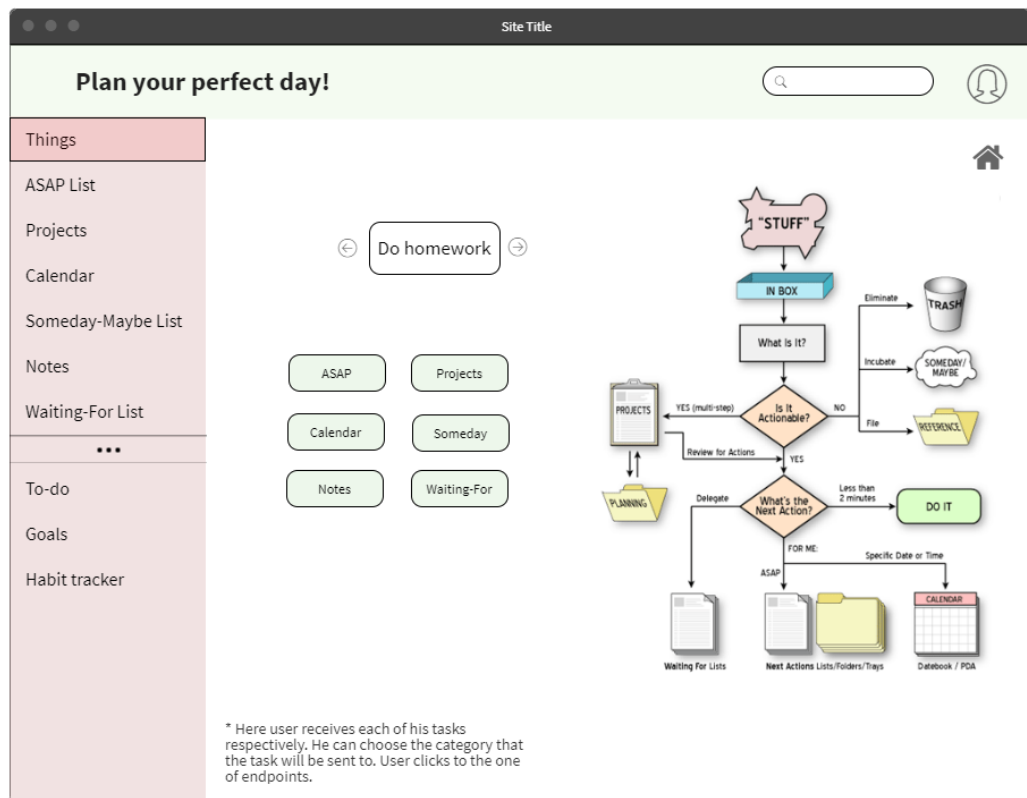 Site Title
Plan your perfect day!
Things
ASAP List
Projects
Calendar
Someday-Maybe List
Notes
Waiting-For List
To-do
Goals
Habit tracker
Do homework
ASAP
Projects
Calendar
Someday
Notes
Waiting-For
"STUFF"
IN BOX
What Is It?
Eliminate
TRASH
Incubate
SOMEDAY/
MAYBE
File
REFERENCE
Is It
Actionable?
NO
YES (multi-step)
PROJECTS
Review for Actions
YES
PLANNING
What's the
Next Action?
Less than
2 minutes
DO IT
Delegate
FOR ME:
ASAP
Specific Date or Time
CALENDAR
Waiting For Lists
Next Actions Lists/Folders/Trays
Datebook / PDA
* Here user receives each of his tasks
respectively. He can choose the category that
the task will be sent to. User clicks to the one
of endpoints.